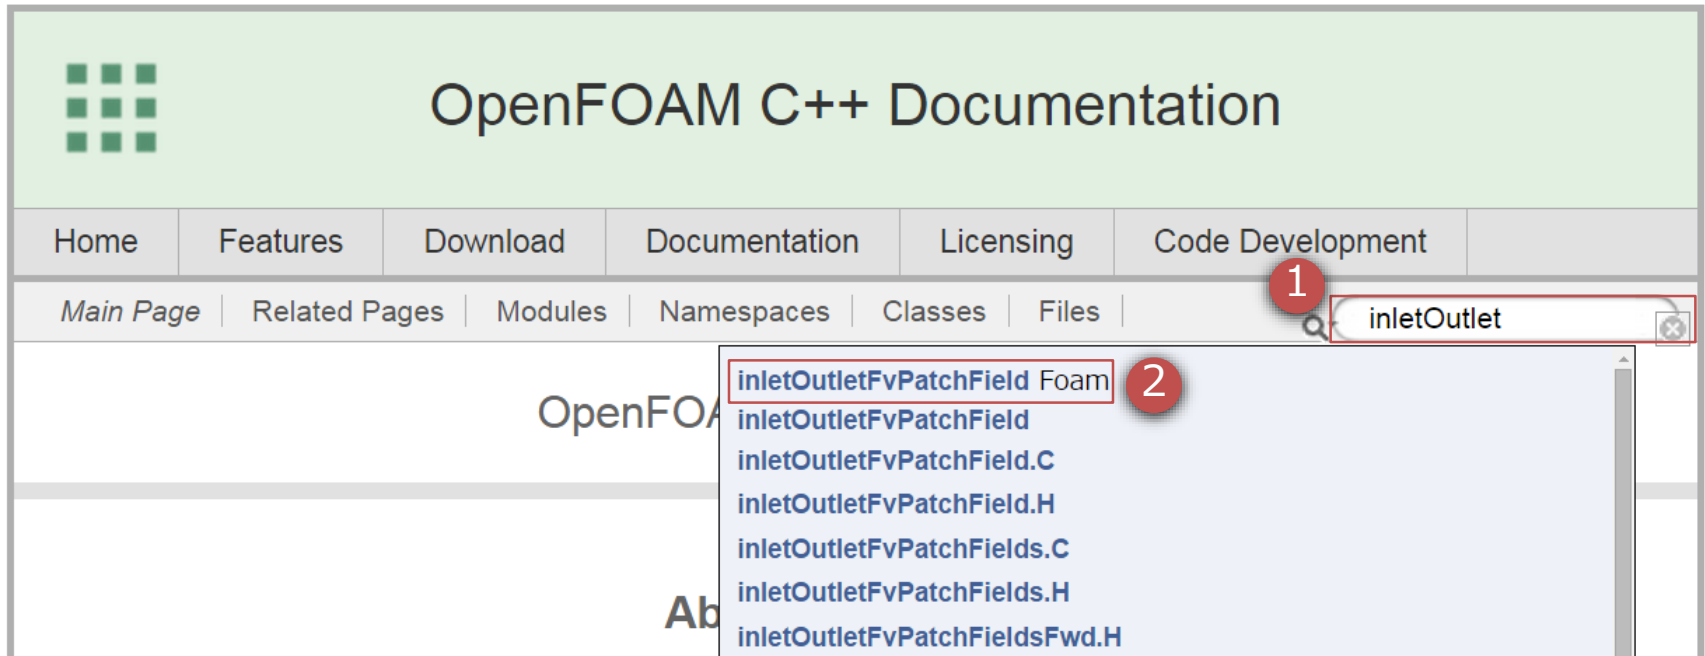 OpenFOAM C++ Documentation
Home Features Download Documentation Licensing Code Development
1
Main Page Related Pages Modules Namespaces Classes Files inletOutlet
inletOutletFvPatchField Foam 2
OpenFOA
inletOutletFvPatchField
inletOutletFvPatchField.C
inletOutletFvPatchField.H
inletOutletFvPatchFields.C
inletOutletFvPatchFields.H
Ab
inletOutletFvPatchFieldsFwd.H